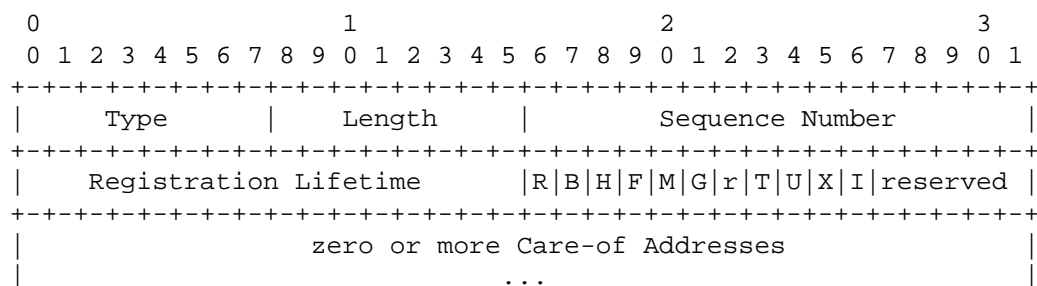 0                   1                   2                   3
 0 1 2 3 4 5 6 7 8 9 0 1 2 3 4 5 6 7 8 9 0 1 2 3 4 5 6 7 8 9 0 1
+-+-+-+-+-+-+-+-+-+-+-+-+-+-+-+-+-+-+-+-+-+-+-+-+-+-+-+-+-+-+-+-+
|     Type      |    Length     |        Sequence Number        |
+-+-+-+-+-+-+-+-+-+-+-+-+-+-+-+-+-+-+-+-+-+-+-+-+-+-+-+-+-+-+-+-+
|    Registration Lifetime      |R|B|H|F|M|G|r|T|U|X|I|reserved |
+-+-+-+-+-+-+-+-+-+-+-+-+-+-+-+-+-+-+-+-+-+-+-+-+-+-+-+-+-+-+-+-+
|                  zero or more Care-of Addresses               |
|                              ...                              |